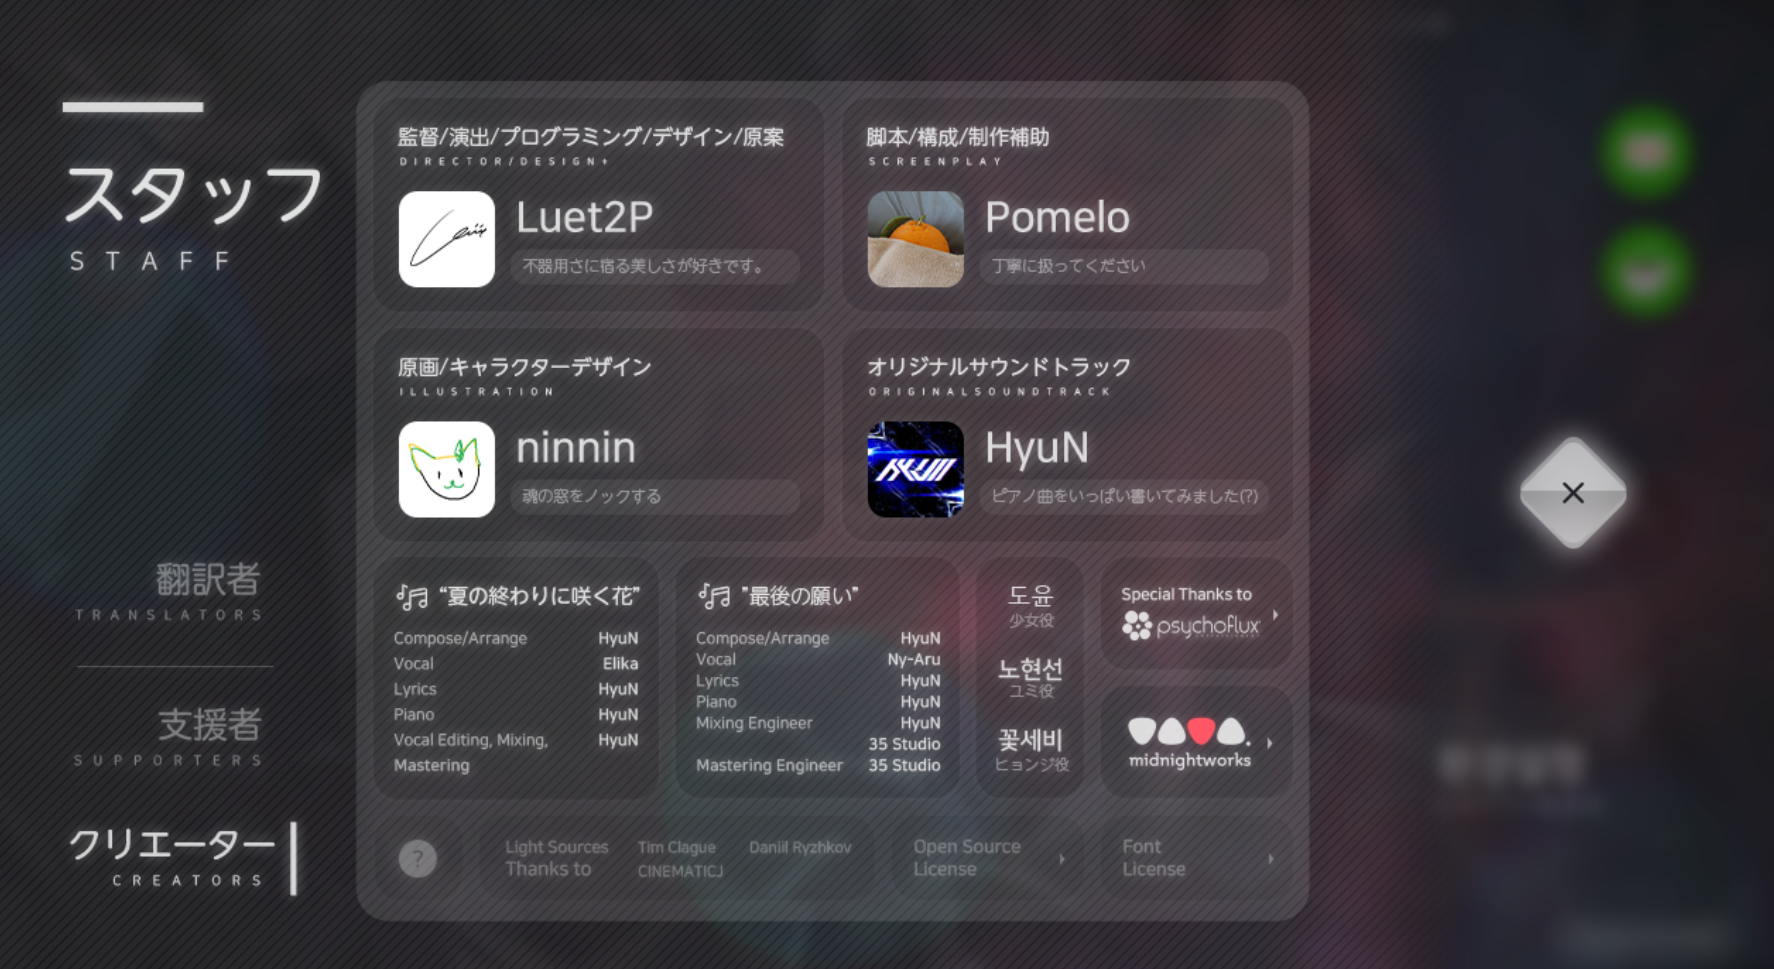 スタッフ
STAFF
翻訳者
TRANSLATORS
支援者
SUPPORTERS
クリエーター
CREATORS
監督/演出/プログラミング/デザイン/原案
DIRECTOR/DESIGN+
Luet2P
不器用さに宿る美しさが好きです。
脚本/構成/制作補助
SCREENPLAY
Pomelo
丁寧に扱ってください
原画/キャラクターデザイン
ILLUSTRATION
ninnin
魂の窓をノックする
オリジナルサウンドトラック
ORIGINALSOUNDTRACK
HyuN
ピアノ曲をいっぱい書いてみました(?)
“夏の終わりに咲く花”
Compose/Arrange HyuN
Vocal Elika
Lyrics HyuN
Piano HyuN
Vocal Editing, Mixing, HyuN
Mastering
”最後の願い”
Compose/Arrange HyuN
Vocal Ny-Aru
Lyrics HyuN
Piano HyuN
Mixing Engineer HyuN
35 Studio
Mastering Engineer 35 Studio
도윤
少女役
노현선
ユミ役
꽃세비
ヒョンジ役
Special Thanks to
psychoflux
midnightworks
?
Light Sources
Thanks to
Tim Clague Daniil Ryzhkov
CINEMATICJ
Open Source
License
Font
License